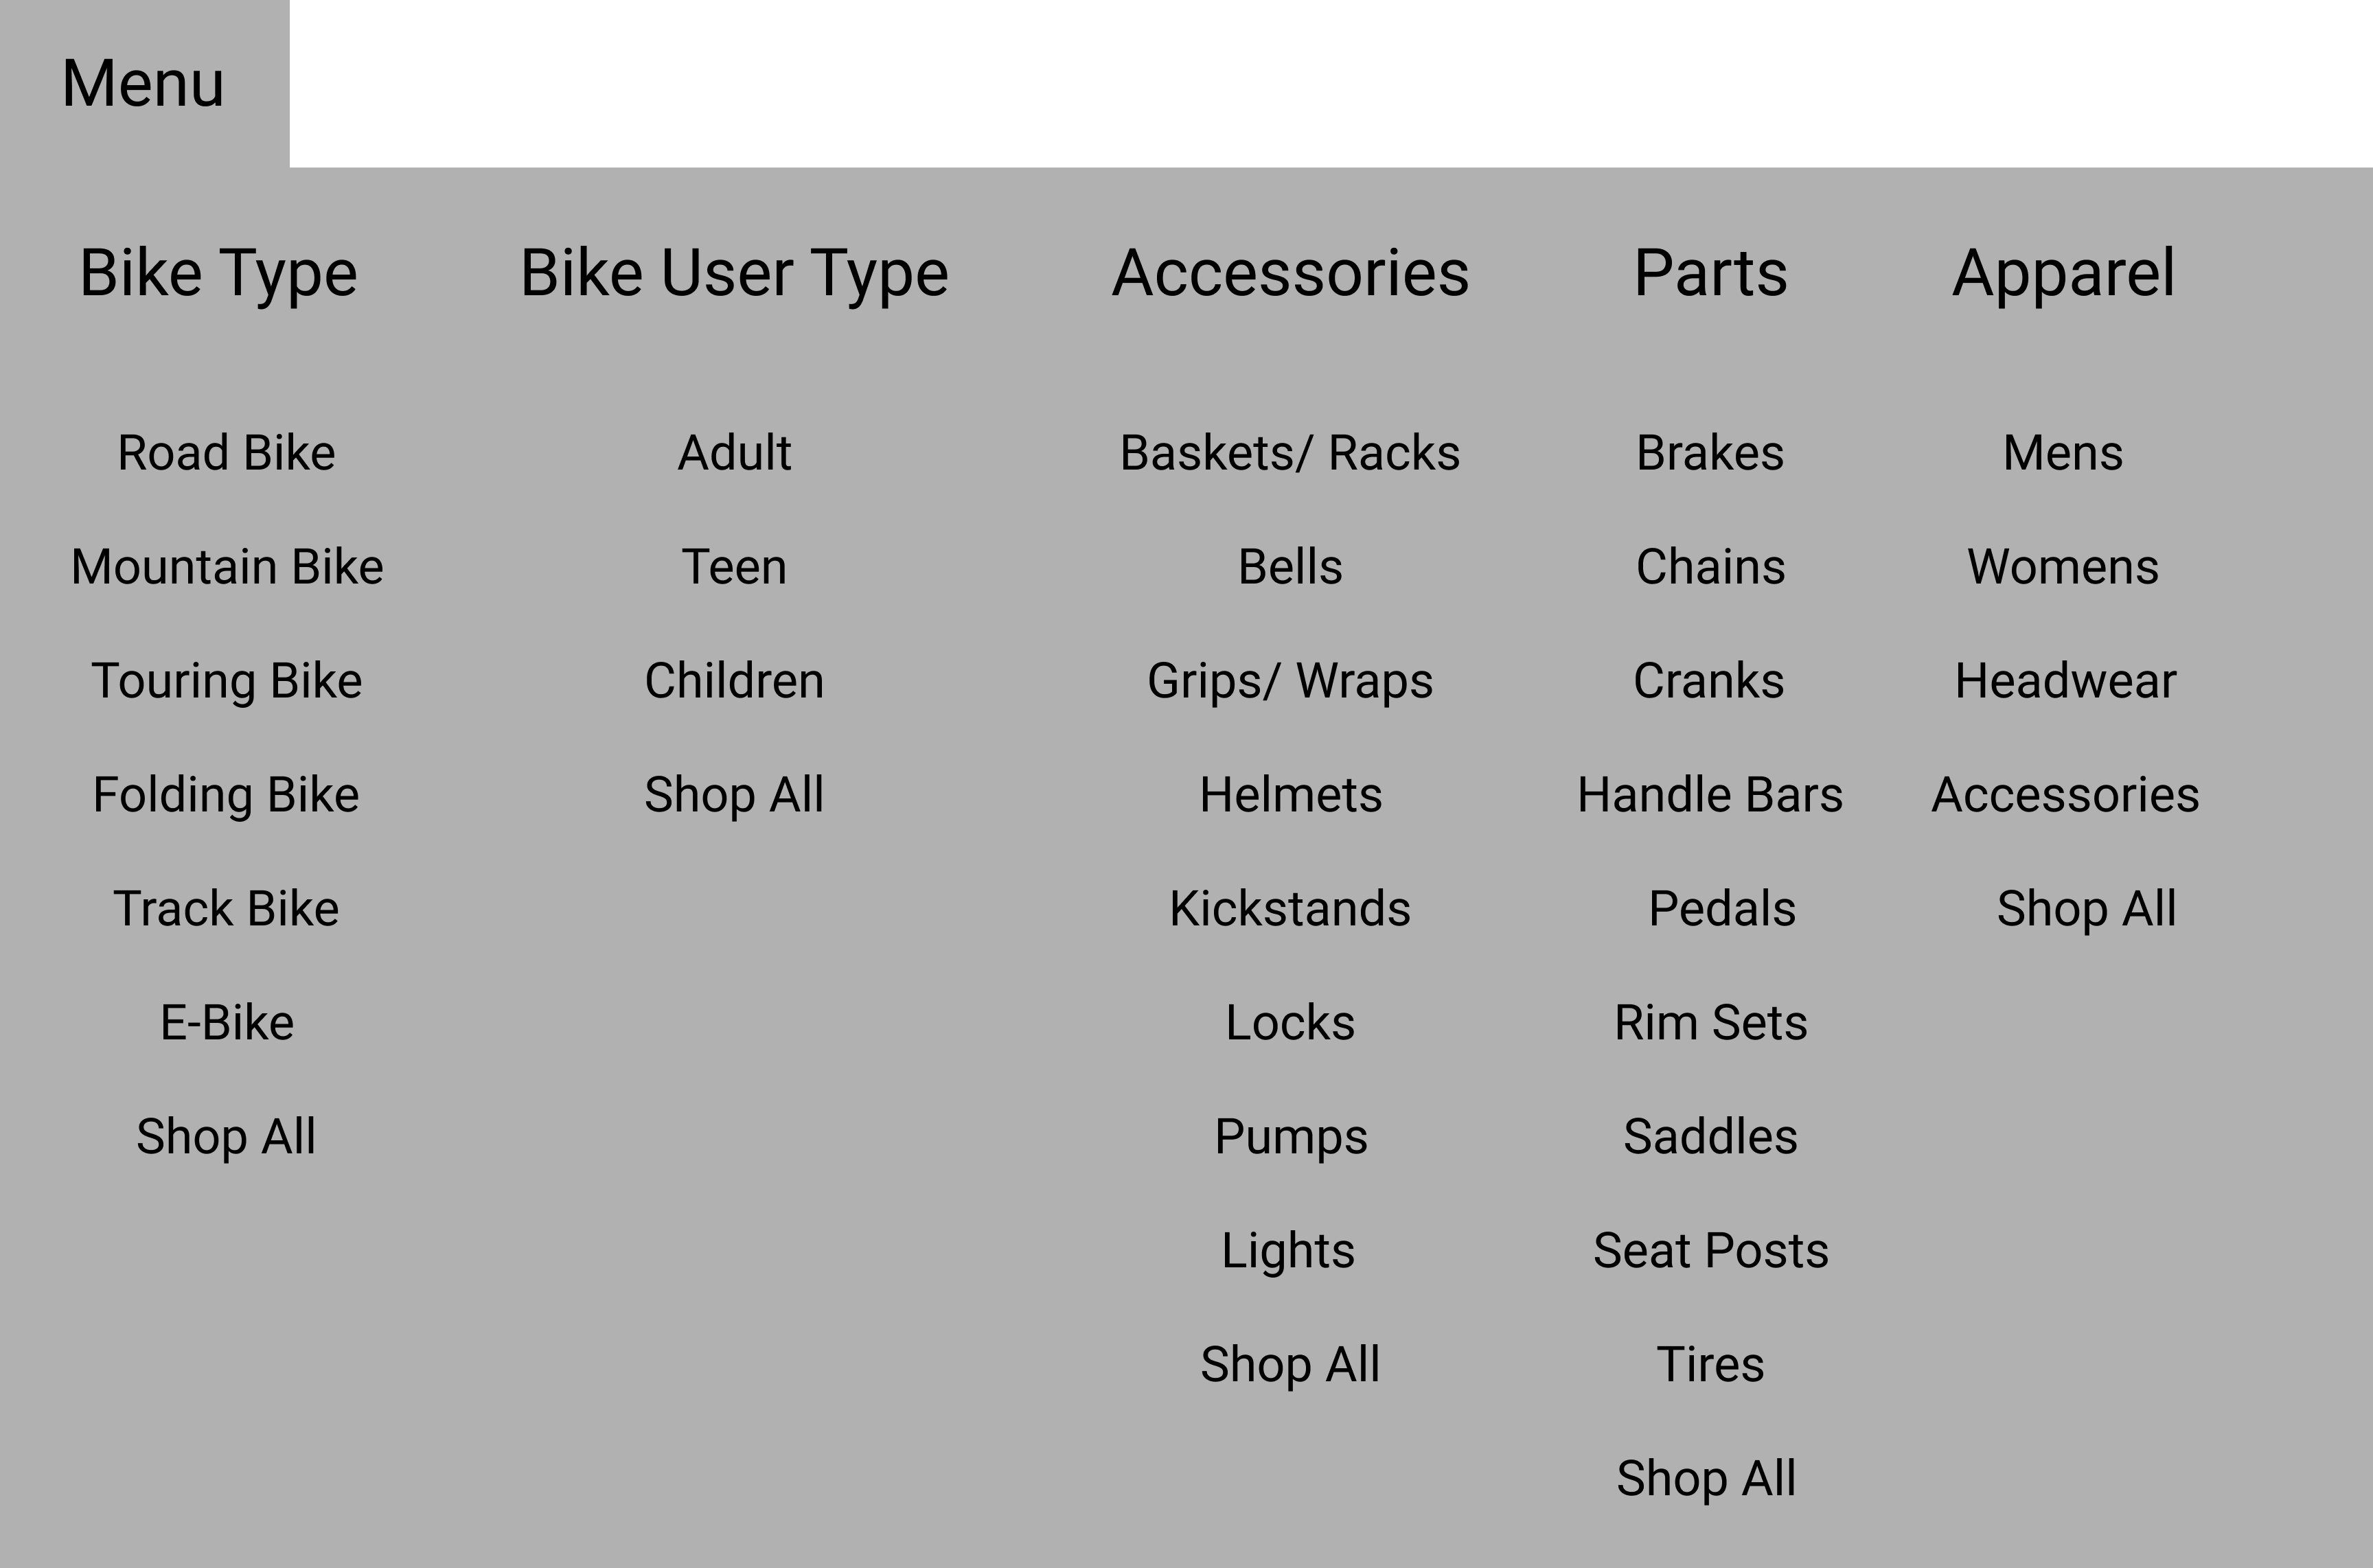 Menu
Bike Type
Road Bike
Mountain Bike
Touring Bike
Folding Bike
Track Bike
E-Bike
Shop All
Bike User Type
Adult
Teen
Children
Shop All
Accessories
Baskets/ Racks
Bells
Grips/ Wraps
Helmets
Kickstands
Locks
Pumps
Lights
Shop All
Parts
Brakes
Chains
Cranks
Handle Bars
Pedals
Rim Sets
Saddles
Seat Posts
Tires
Shop All
Apparel
Mens
Womens
Headwear
Accessories
Shop All